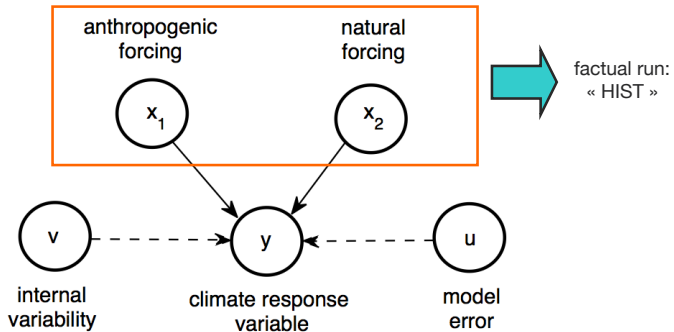 anthropogenic
forcing
natural
forcing
x1
x2
factual run:
« HIST »
v
y
u
internal
variability
climate response
variable
model
error